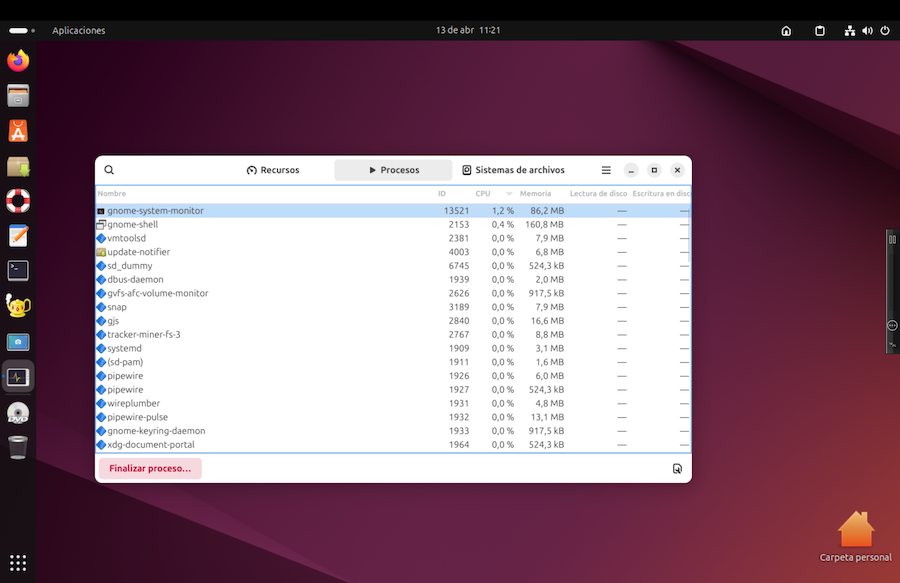 Aplicaciones 13 de abr 11:21
Recursos Procesos Sistemas de archivos
Nombre ID CPU Memoria Lectura de disco Escritura en disc
gnome-system-monitor 13521 1,2 % 86,2 MB — —
gnome-shell 2153 0,4 % 160,8 MB — —
vmtoolsd 2381 0,0 % 7,9 MB — —
update-notifier 4003 0,0 % 6,8 MB — —
sd_dummy 6745 0,0 % 524,3 kB — —
dbus-daemon 1939 0,0 % 2,0 MB — —
gvfs-afc-volume-monitor 2626 0,0 % 917,5 kB — —
snap 3189 0,0 % 7,9 MB — —
gjs 2840 0,0 % 16,6 MB — —
tracker-miner-fs-3 2767 0,0 % 8,8 MB — —
systemd 1909 0,0 % 3,1 MB — —
(sd-pam) 1911 0,0 % 1,6 MB — —
pipewire 1926 0,0 % 6,0 MB — —
pipewire 1927 0,0 % 524,3 kB — —
wireplumber 1931 0,0 % 4,8 MB — —
pipewire-pulse 1932 0,0 % 13,1 MB — —
gnome-keyring-daemon 1933 0,0 % 917,5 kB — —
xdg-document-portal 1964 0,0 % 524,3 kB — —
Finalizar proceso...
DVD
Carpeta personal